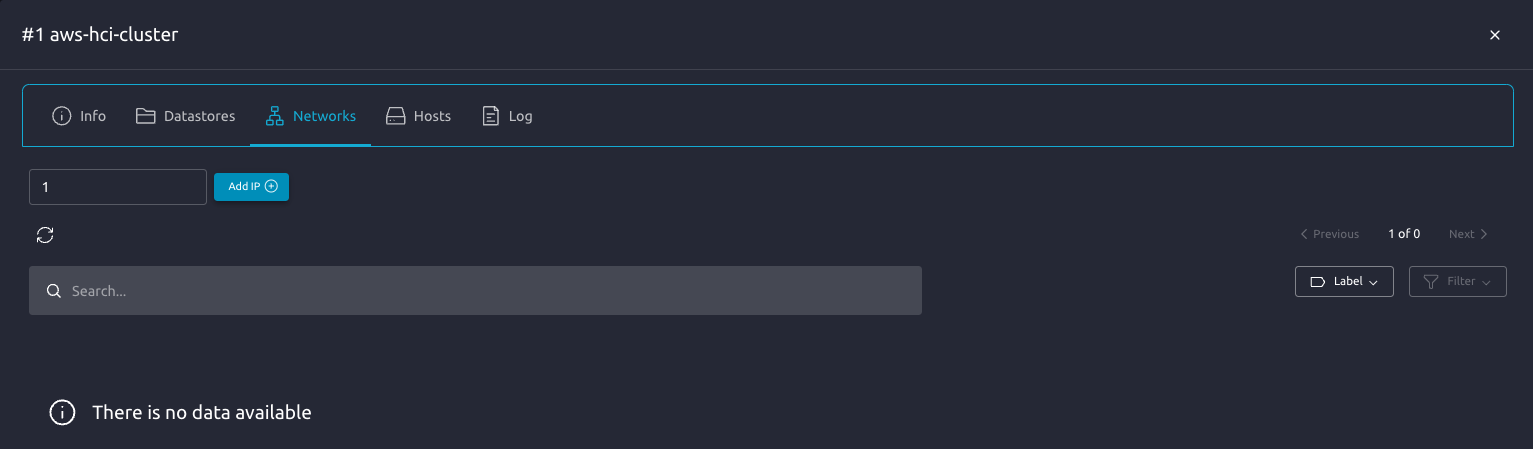 #1 aws-hci-cluster
Info Datastores Networks Hosts Log
1 Add IP
Previous 1 of 0 Next
Search... Label Filter
There is no data available